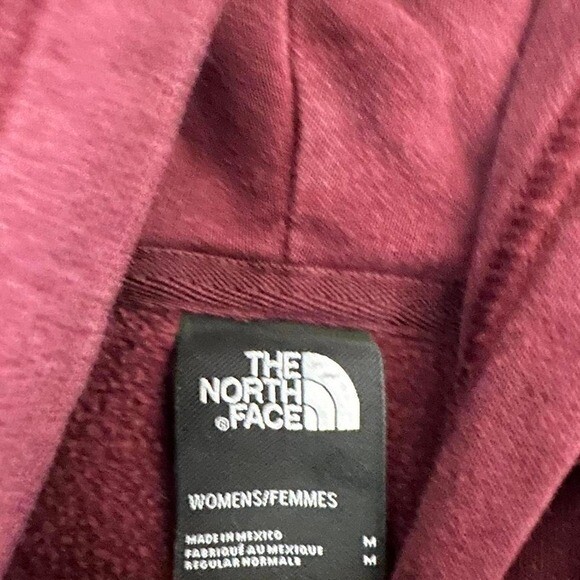 THE
NORTH
®FACE
WOMENS/FEMMES
MADE IN MEXICO M
FABRIQUÉ AU MEXIQUE M
REGULAR NORMALE